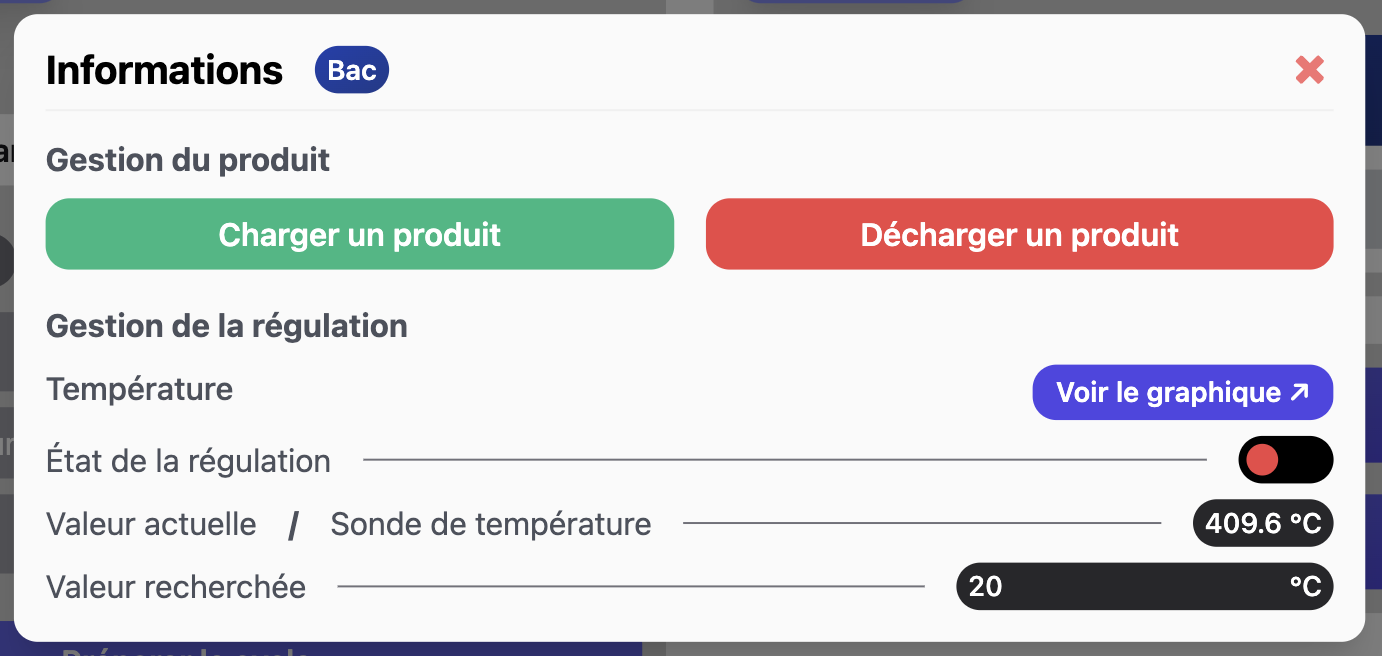 Informations Bac
Gestion du produit
Charger un produit Décharger un produit
Gestion de la régulation
Température Voir le graphique ↗
État de la régulation
Valeur actuelle / Sonde de température 409.6 °C
Valeur recherchée 20 °C